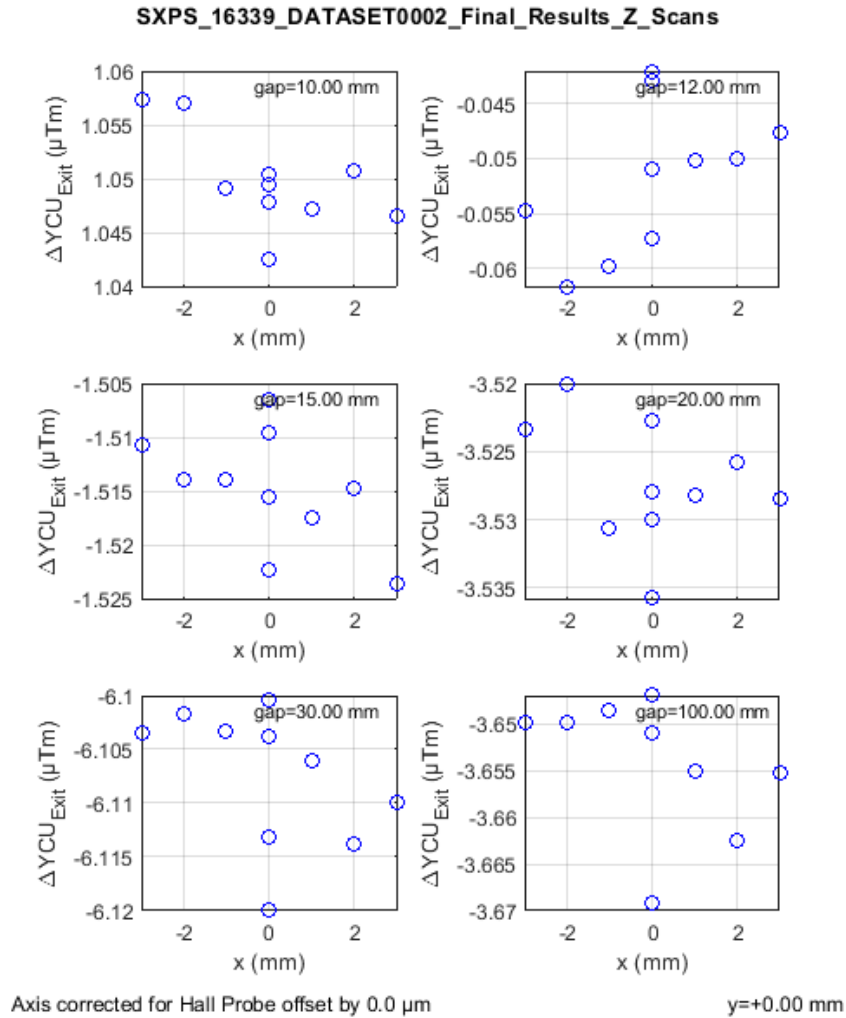 SXPS_16339_DATASET0002_Final_Results_Z_Scans
gap=10.00 mm
1.06
1.055
1.05
1.045
1.04
ΔYCU_Exit (µTm)
-2 0 2
x (mm)
gap=12.00 mm
-0.045
-0.05
-0.055
-0.06
ΔYCU_Exit (µTm)
-2 0 2
x (mm)
gap=15.00 mm
-1.505
-1.51
-1.515
-1.52
-1.525
ΔYCU_Exit (µTm)
-2 0 2
x (mm)
gap=20.00 mm
-3.52
-3.525
-3.53
-3.535
ΔYCU_Exit (µTm)
-2 0 2
x (mm)
gap=30.00 mm
-6.1
-6.105
-6.11
-6.115
-6.12
ΔYCU_Exit (µTm)
-2 0 2
x (mm)
gap=100.00 mm
-3.65
-3.655
-3.66
-3.665
-3.67
ΔYCU_Exit (µTm)
-2 0 2
x (mm)
Axis corrected for Hall Probe offset by 0.0 µm
y=+0.00 mm